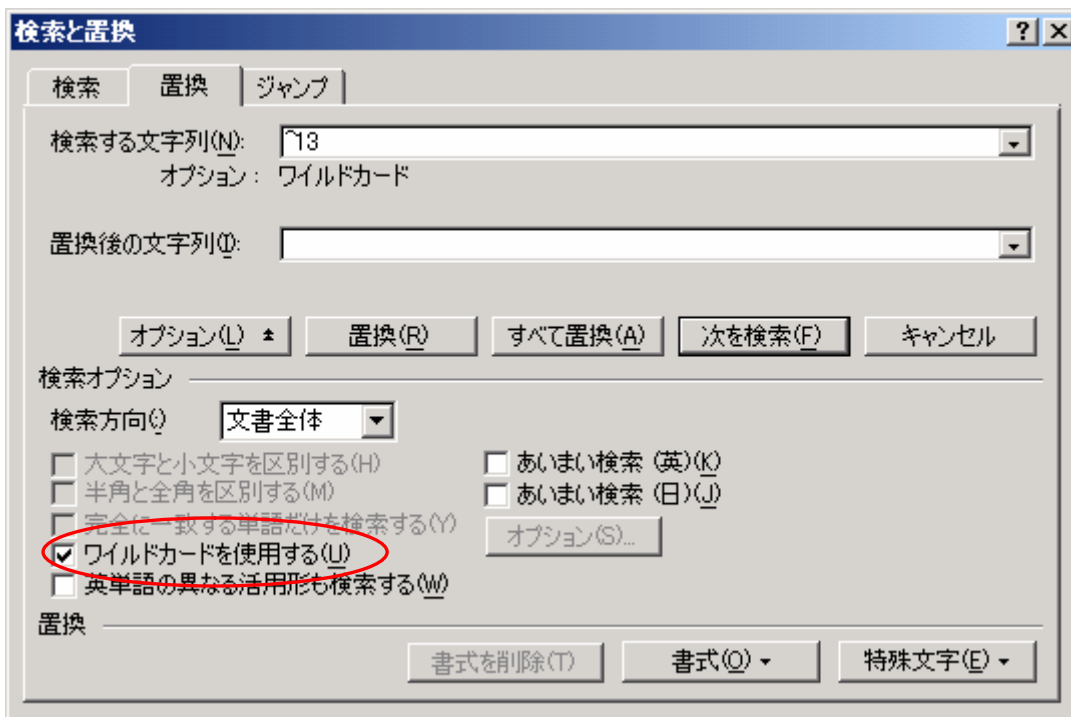 検索と置換
検索 置換 ジャンプ
検索する文字列(N): ^13
オプション : ワイルドカード
置換後の文字列(I):
オプション(L) 置換(R) すべて置換(A) 次を検索(F) キャンセル
検索オプション
検索方向(:) 文書全体
大文字と小文字を区別する(H) あいまい検索 (英)(K)
半角と全角を区別する(M) あいまい検索 (日)(J)
完全に一致する単語だけを検索する(Y) オプション(S)...
ワイルドカードを使用する(U)
英単語の異なる活用形も検索する(W)
置換
書式を削除(T) 書式(O) 特殊文字(E)